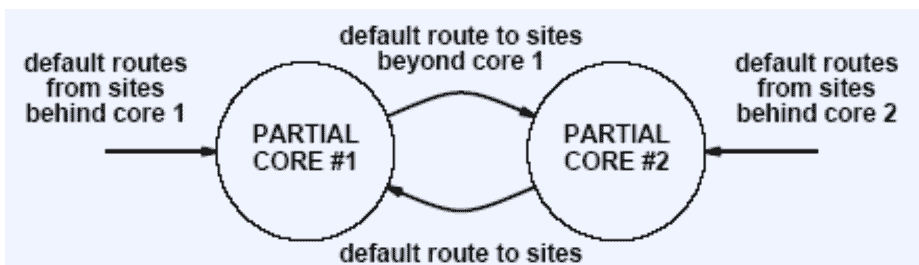 default route to sites
beyond core 1
default routes
from sites
behind core 1
default routes
from sites
behind core 2
PARTIAL
CORE #1
PARTIAL
CORE #2
default route to sites